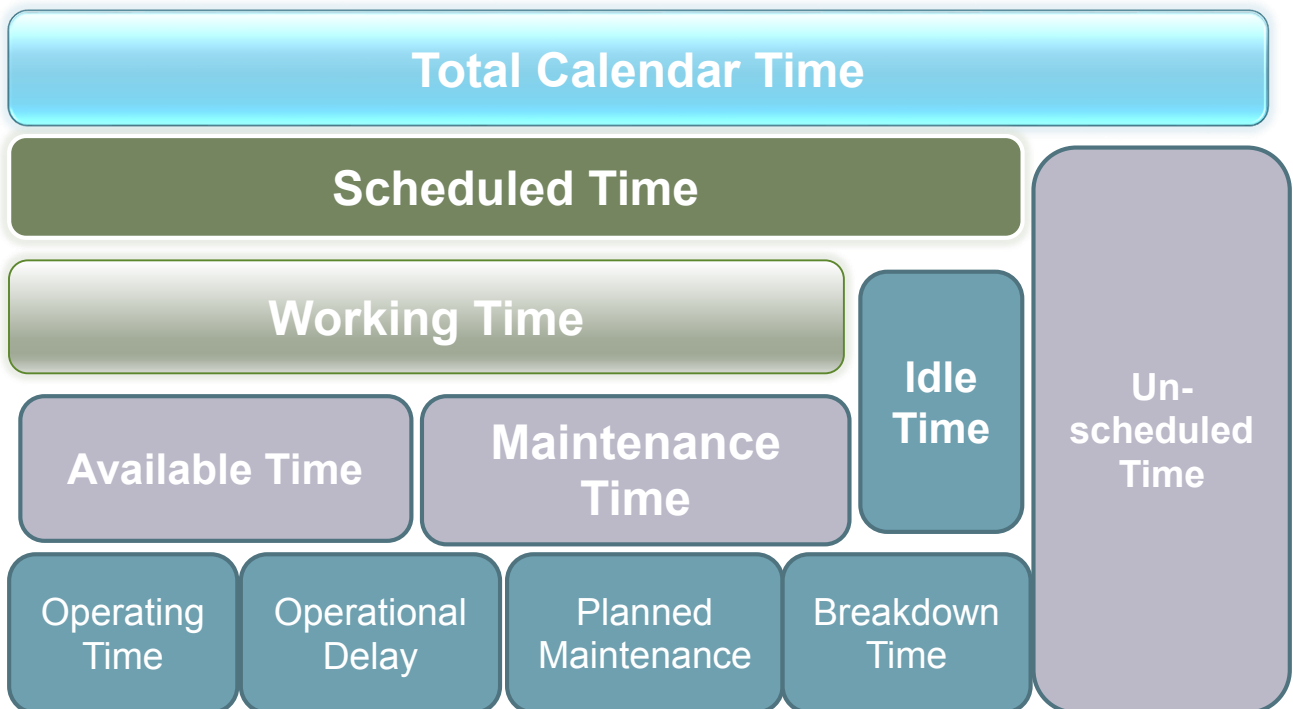 Total Calendar Time
Scheduled Time
Working Time
Idle
Time
Un-
scheduled
Time
Available Time
Maintenance
Time
Operating
Time
Operational
Delay
Planned
Maintenance
Breakdown
Time